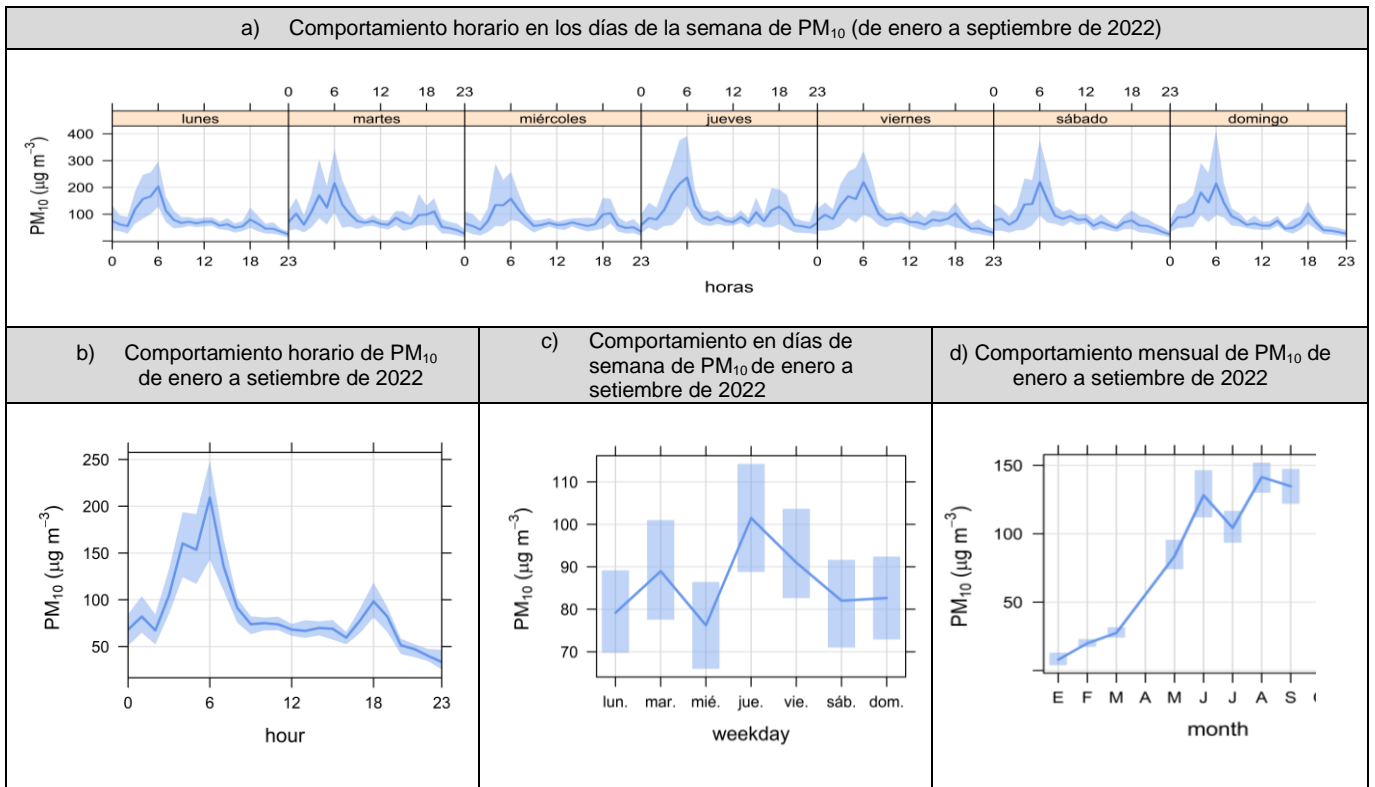 a) Comportamiento horario en los días de la semana de PM₁₀ (de enero a septiembre de 2022)
0 6 12 18 23 0 6 12 18 23 0 6 12 18 23
lunes martes miércoles jueves viernes sábado domingo
400
300
200
100
PM₁₀ (µg m⁻³)
0 6 12 18 23 0 6 12 18 23 0 6 12 18 23 0 6 12 18 23
horas
b) Comportamiento horario de PM₁₀
de enero a setiembre de 2022
c) Comportamiento en días de
semana de PM₁₀ de enero a
setiembre de 2022
d) Comportamiento mensual de PM₁₀ de
enero a setiembre de 2022
250
200
150
100
50
PM₁₀ (µg m⁻³)
0 6 12 23
hour
110
100
90
80
70
PM₁₀ (µg m⁻³)
lun. mar. mié. jue. vie. sáb. dom.
weekday
150
100
50
PM₁₀ (µg m⁻³)
E F M A M J J A S
month